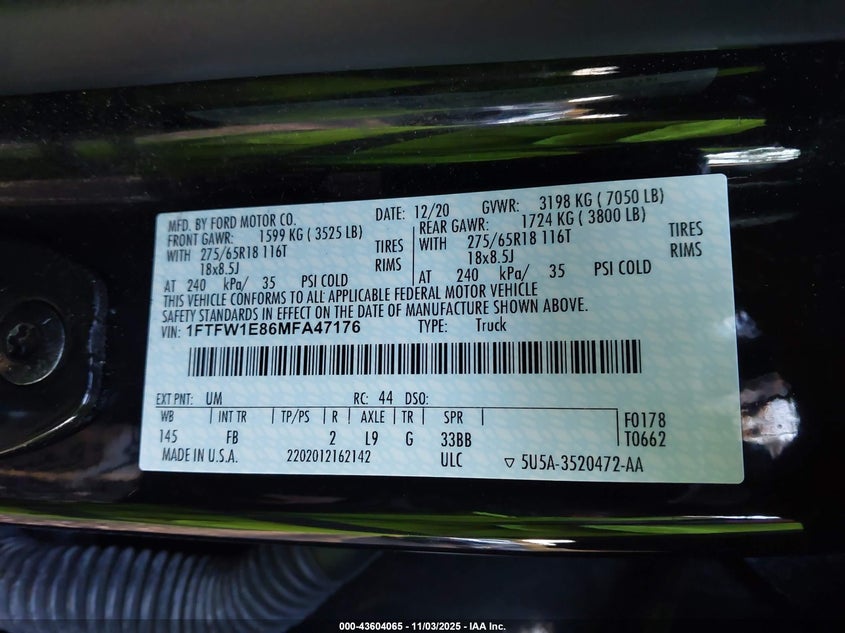 MFD. BY FORD MOTOR CO. DATE: 12/20 GVWR: 3198 KG ( 7050 LB)
FRONT GAWR: 1599 KG ( 3525 LB) REAR GAWR: 1724 KG ( 3800 LB)
WITH 275/65R18 116T TIRES WITH 275/65R18 116T TIRES
18x8.5J RIMS 18x8.5J RIMS
AT 240 kPa/ 35 PSI COLD AT 240 kPa/ 35 PSI COLD
THIS VEHICLE CONFORMS TO ALL APPLICABLE FEDERAL MOTOR VEHICLE
SAFETY STANDARDS IN EFFECT ON THE DATE OF MANUFACTURE SHOWN ABOVE.
VIN: 1FTFW1E86MFA47176 TYPE: Truck
EXT PNT: UM RC: 44 DSO:
WB INT TR TP/PS R AXLE TR SPR F0178
145 FB 2 L9 G 33BB T0662
MADE IN U.S.A. 2202012162142 ULC ▽ 5U5A-3520472-AA
000-43604065 - 11/03/2025 - IAA Inc.